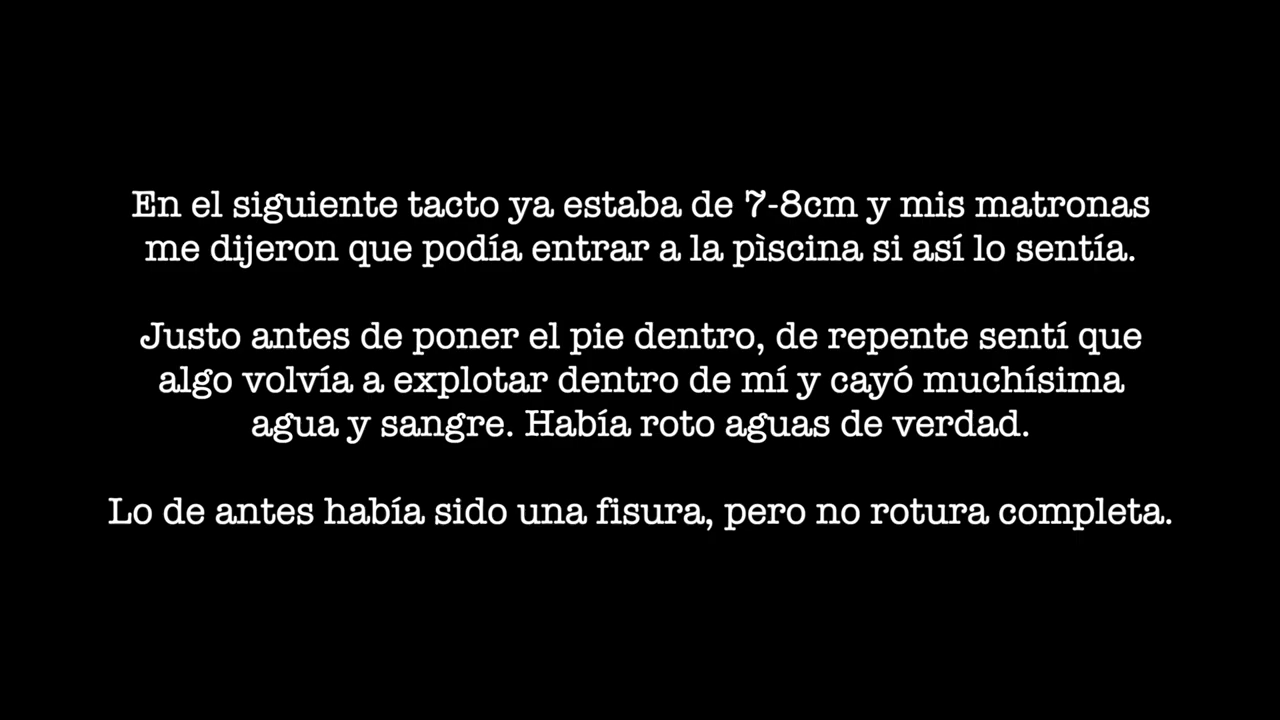 En el siguiente tacto ya estaba de 7-8cm y mis matronas
me dijeron que podía entrar a la pìscina si así lo sentía.
Justo antes de poner el pie dentro, de repente sentí que
algo volvía a explotar dentro de mí y cayó muchísima
agua y sangre. Había roto aguas de verdad.
Lo de antes había sido una fisura, pero no rotura completa.